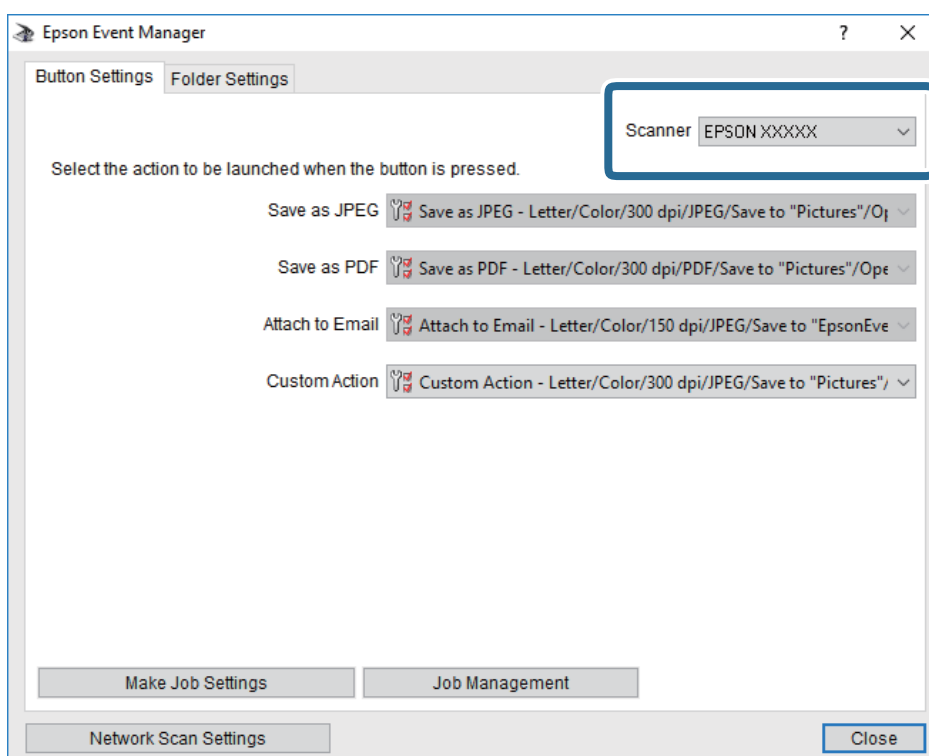 Epson Event Manager
Button Settings Folder Settings
Scanner EPSON XXXXX
Select the action to be launched when the button is pressed.
Save as JPEG Save as JPEG - Letter/Color/300 dpi/JPEG/Save to "Pictures"/Op
Save as PDF Save as PDF - Letter/Color/300 dpi/PDF/Save to "Pictures"/Ope
Attach to Email Attach to Email - Letter/Color/150 dpi/JPEG/Save to "EpsonEve
Custom Action Custom Action - Letter/Color/300 dpi/JPEG/Save to "Pictures"/
Make Job Settings Job Management
Network Scan Settings Close